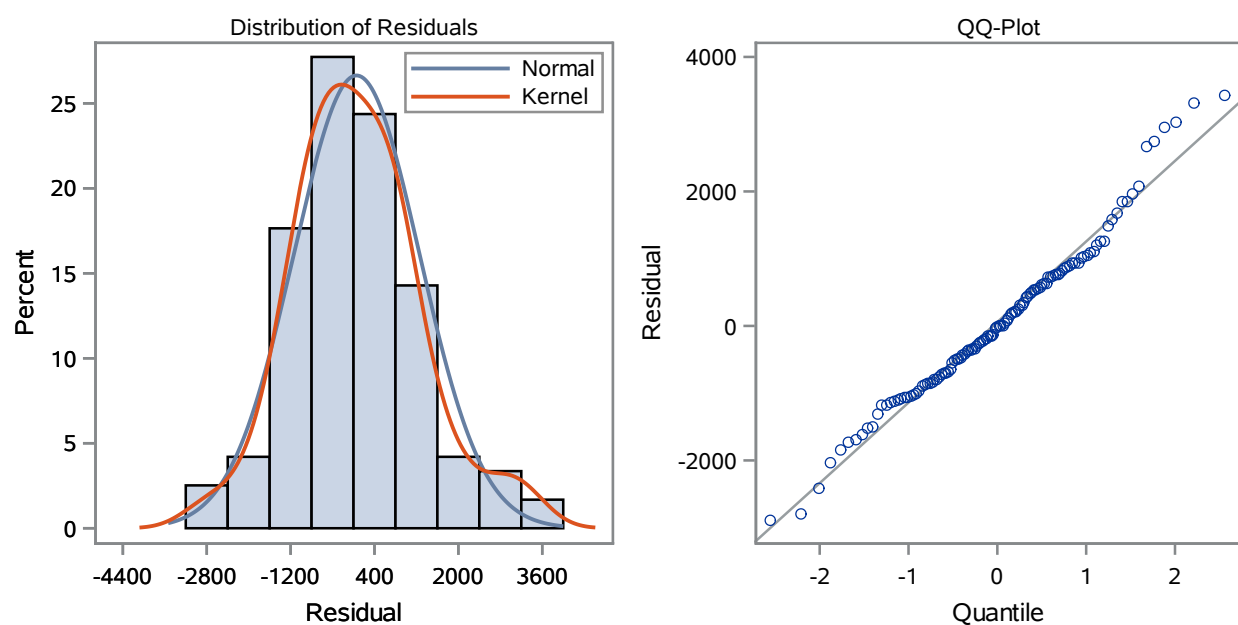 Distribution of Residuals
Normal
Kernel
Percent
25
20
15
10
5
0
-4400 -2800 -1200 400 2000 3600
Residual
QQ-Plot
Residual
4000
2000
0
-2000
-2 -1 0 1 2
Quantile